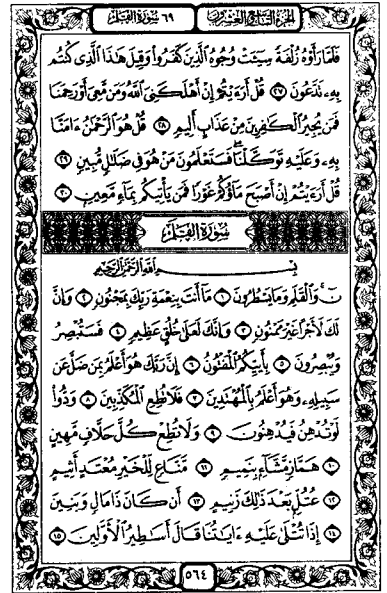 الجزء التاسع والعشرون
٦٩ سورة القلم
فَلَمَّا رَأَوْهُ زُلْفَةً سِيٓـَٔتْ وُجُوهُ ٱلَّذِينَ كَفَرُوا۟ وَقِيلَ هَٰذَا ٱلَّذِى كُنتُم
بِهِۦ تَدَّعُونَ ٢٧ قُلْ أَرَءَيْتُمْ إِنْ أَهْلَكَنِىَ ٱللَّهُ وَمَن مَّعِىَ أَوْ رَحِمَنَا
فَمَن يُجِيرُ ٱلْكَٰفِرِينَ مِنْ عَذَابٍ أَلِيمٍ ٢٨ قُلْ هُوَ ٱلرَّحْمَٰنُ ءَامَنَّا
بِهِۦ وَعَلَيْهِ تَوَكَّلْنَا فَسَتَعْلَمُونَ مَنْ هُوَ فِى ضَلَٰلٍ مُّبِينٍ ٢٩
قُلْ أَرَءَيْتُمْ إِنْ أَصْبَحَ مَآؤُكُمْ غَوْرًا فَمَن يَأْتِيكُم بِمَآءٍ مَّعِينٍ ٣٠
سُورَةُ القَلَمِ
بِسْمِ ٱللَّهِ ٱلرَّحْمَٰنِ ٱلرَّحِيمِ
نٓ وَٱلْقَلَمِ وَمَا يَسْطُرُونَ ١ مَآ أَنتَ بِنِعْمَةِ رَبِّكَ بِمَجْنُونٍ ٢ وَإِنَّ
لَكَ لَأَجْرًا غَيْرَ مَمْنُونٍ ٣ وَإِنَّكَ لَعَلَىٰ خُلُقٍ عَظِيمٍ ٤ فَسَتُبْصِرُ
وَيُبْصِرُونَ ٥ بِأَييِّكُمُ ٱلْمَفْتُونُ ٦ إِنَّ رَبَّكَ هُوَ أَعْلَمُ بِمَن ضَلَّ عَن
سَبِيلِهِۦ وَهُوَ أَعْلَمُ بِٱلْمُهْتَدِينَ ٧ فَلَا تُطِعِ ٱلْمُكَذِّبِينَ ٨ وَدُّوا۟
لَوْ تُدْهِنُ فَيُدْهِنُونَ ٩ وَلَا تُطِعْ كُلَّ حَلَّافٍ مَّهِينٍ
١٠ هَمَّازٍ مَّشَّآءٍۭ بِنَمِيمٍ ١١ مَّنَّاعٍ لِّلْخَيْرِ مُعْتَدٍ أَثِيمٍ
١٢ عُتُلٍّۭ بَعْدَ ذَٰلِكَ زَنِيمٍ ١٣ أَن كَانَ ذَا مَالٍ وَبَنِينَ
١٤ إِذَا تُتْلَىٰ عَلَيْهِ ءَايَٰتُنَا قَالَ أَسَٰطِيرُ ٱلْأَوَّلِينَ ١٥
٥٦٤